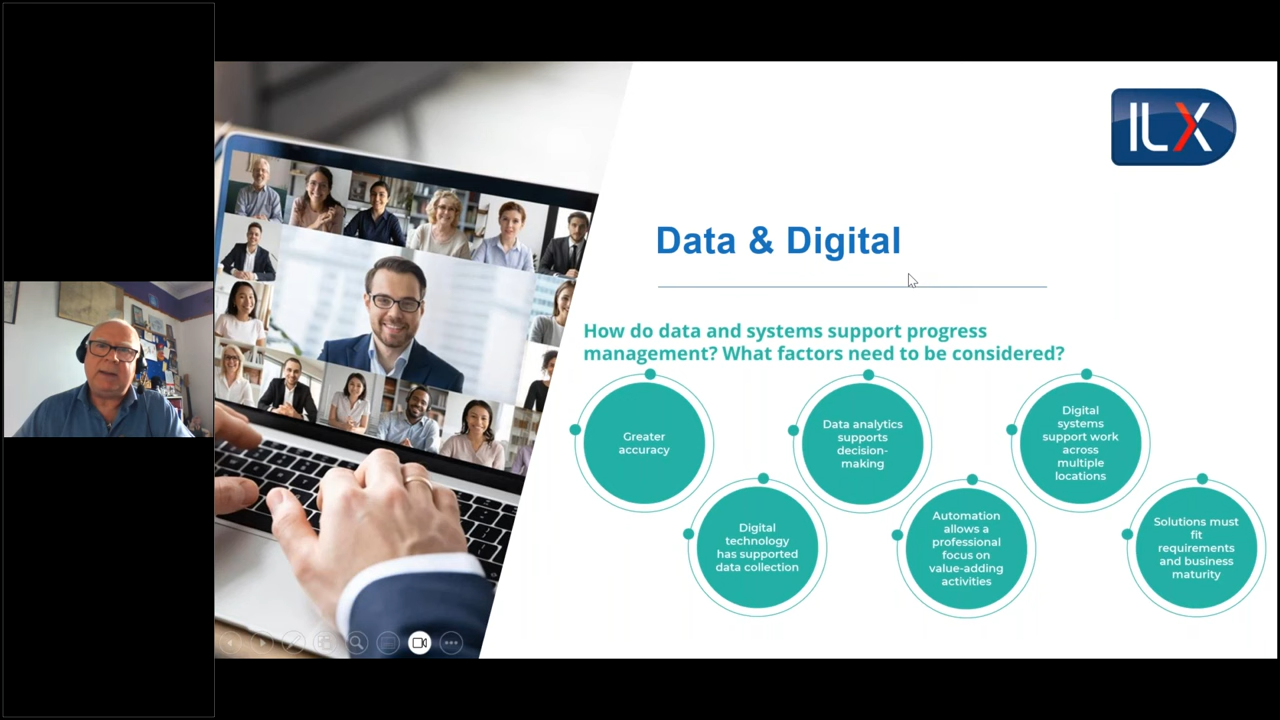 ILX
Data & Digital
How do data and systems support progress
management? What factors need to be considered?
Greater
accuracy
Digital
technology
has supported
data collection
Data analytics
supports
decision-
making
Automation
allows a
professional
focus on
value-adding
activities
Digital
systems
support work
across
multiple
locations
Solutions must
fit
requirements
and business
maturity